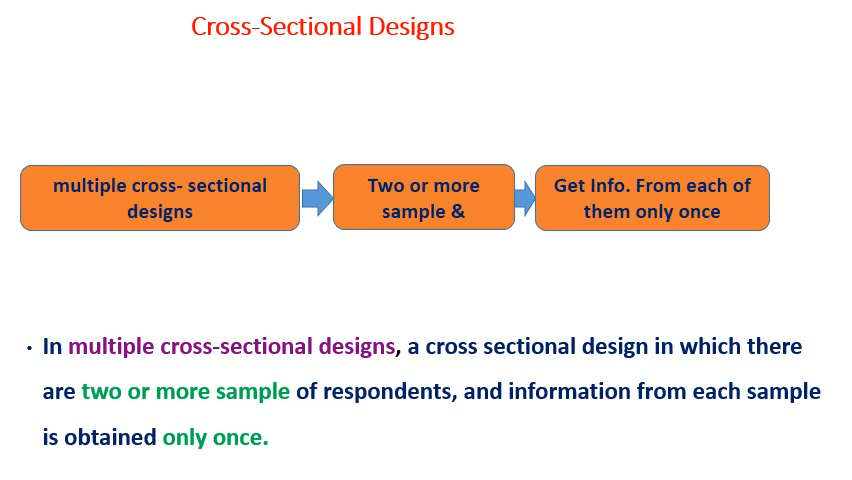 Cross-Sectional Designs
multiple cross- sectional
designs
Two or more
sample &
Get Info. From each of
them only once
• In multiple cross-sectional designs, a cross sectional design in which there
are two or more sample of respondents, and information from each sample
is obtained only once.